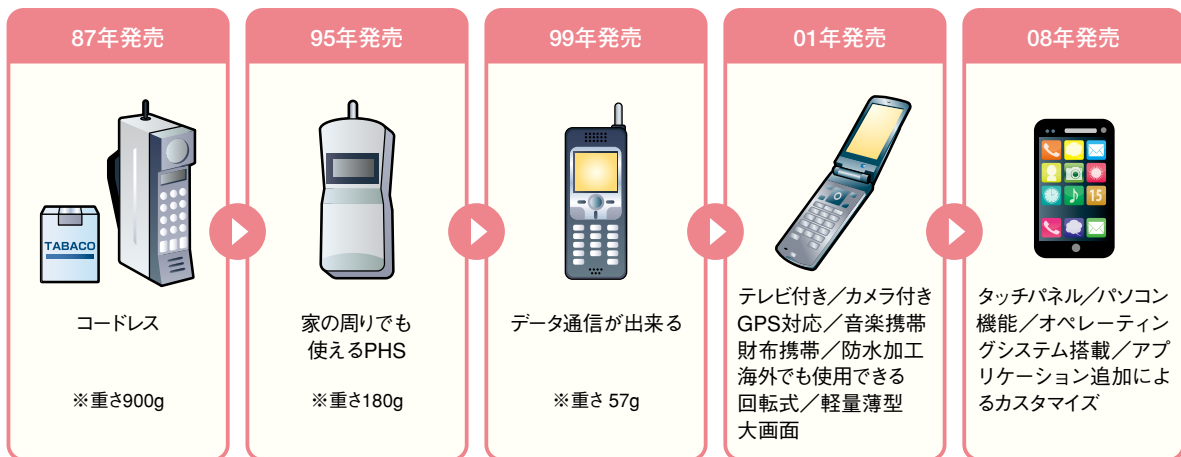 87年発売
TABACO
コードレス
※重さ900g
95年発売
家の周りでも
使えるPHS
※重さ180g
99年発売
データ通信が出来る
※重さ 57g
01年発売
テレビ付き／カメラ付き
GPS対応／音楽携帯
財布携帯／防水加工
海外でも使用できる
回転式／軽量薄型
大画面
08年発売
15
タッチパネル／パソコン
機能／オペレーティン
グシステム搭載／アプ
リケーション追加によ
るカスタマイズ